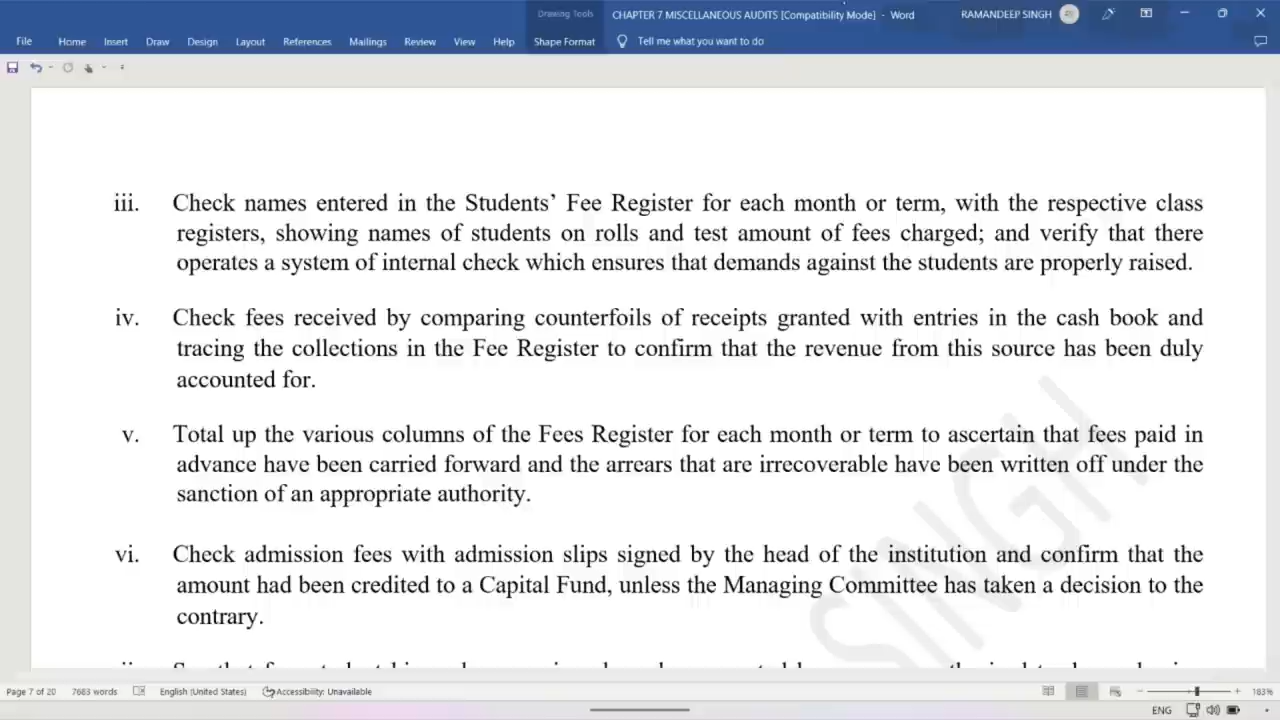 Drawing Tools
CHAPTER 7 MISCELLANEOUS AUDITS [Compatibility Mode] - Word
RAMANDEEP SINGH
File Home Insert Draw Design Layout References Mailings Review View Help Shape Format Tell me what you want to do
iii. Check names entered in the Students’ Fee Register for each month or term, with the respective class
registers, showing names of students on rolls and test amount of fees charged; and verify that there
operates a system of internal check which ensures that demands against the students are properly raised.
iv. Check fees received by comparing counterfoils of receipts granted with entries in the cash book and
tracing the collections in the Fee Register to confirm that the revenue from this source has been duly
accounted for.
v. Total up the various columns of the Fees Register for each month or term to ascertain that fees paid in
advance have been carried forward and the arrears that are irrecoverable have been written off under the
sanction of an appropriate authority.
vi. Check admission fees with admission slips signed by the head of the institution and confirm that the
amount had been credited to a Capital Fund, unless the Managing Committee has taken a decision to the
contrary.
SINGH
Page 7 of 20 7683 words English (United States) Accessibility: Unavailable 183%
ENG